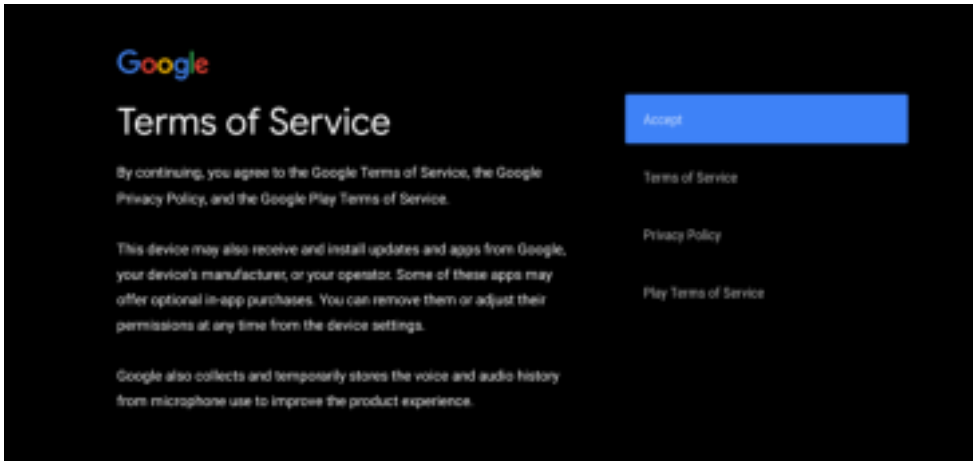 Google
Terms of Service
By continuing, you agree to the Google Terms of Service, the Google
Privacy Policy, and the Google Play Terms of Service.
This device may also receive and install updates and apps from Google,
your device's manufacturer, or your operator. Some of these apps may
offer optional in-app purchases. You can remove them or adjust their
permissions at any time from the device settings.
Google also collects and temporarily stores the voice and audio history
from microphone use to improve the product experience.
Accept
Terms of Service
Privacy Policy
Play Terms of Service